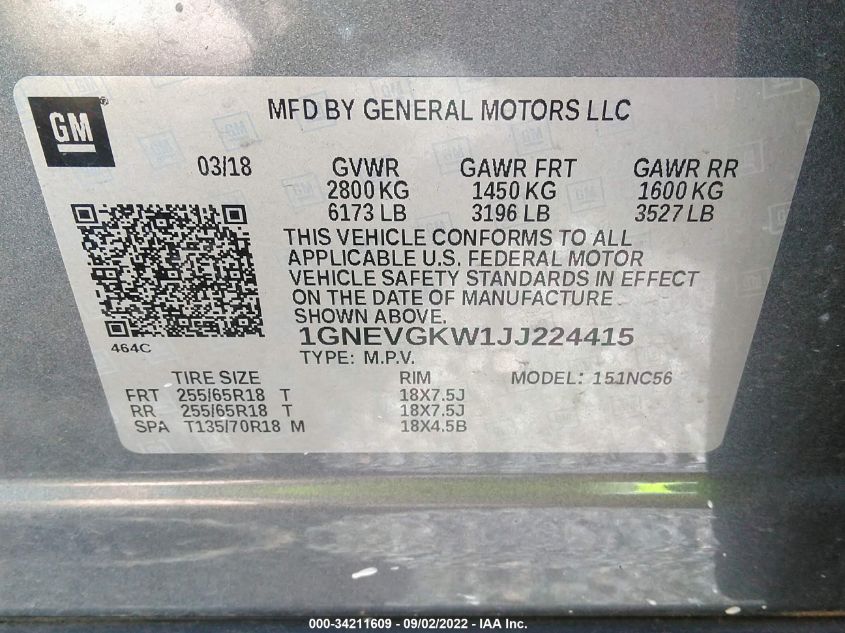 GM
MFD BY GENERAL MOTORS LLC
03/18 GVWR GAWR FRT GAWR RR
2800 KG 1450 KG 1600 KG
6173 LB 3196 LB 3527 LB
THIS VEHICLE CONFORMS TO ALL
APPLICABLE U.S. FEDERAL MOTOR
VEHICLE SAFETY STANDARDS IN EFFECT
ON THE DATE OF MANUFACTURE
SHOWN ABOVE.
464C
1GNEVGKW1JJ224415
TYPE: M.P.V.
TIRE SIZE RIM MODEL: 151NC56
FRT 255/65R18 T 18X7.5J
RR 255/65R18 T 18X7.5J
SPA T135/70R18 M 18X4.5B
000-34211609 - 09/02/2022 - IAA Inc.